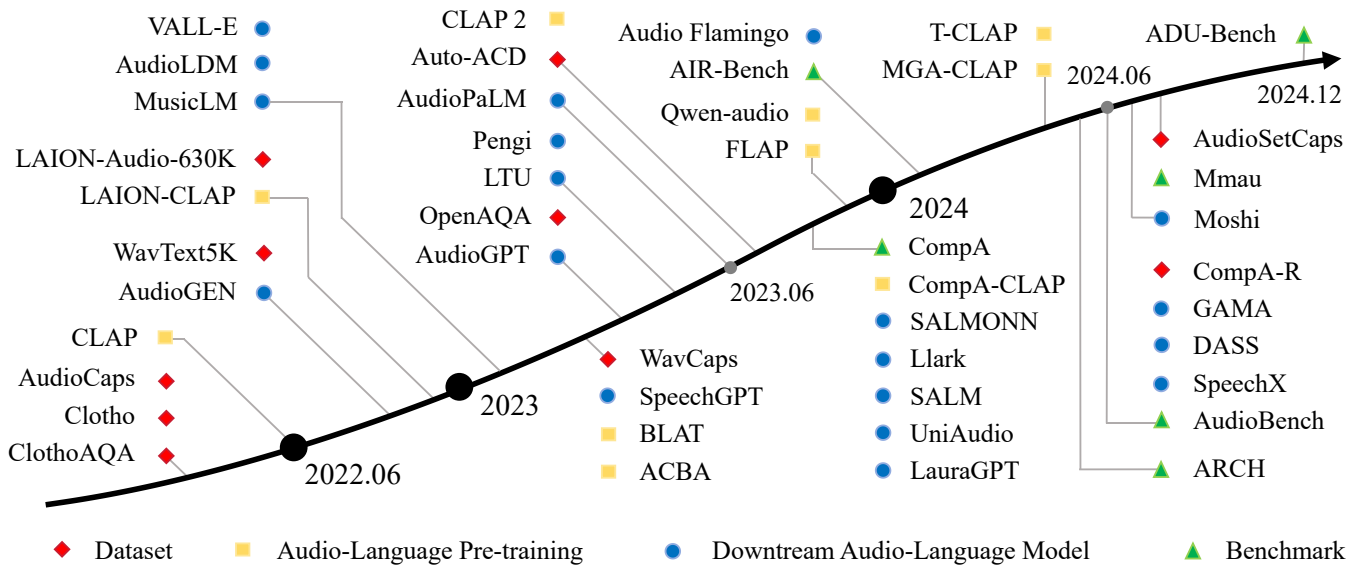 VALL-E
AudioLDM
MusicLM
LAION-Audio-630K
LAION-CLAP
WavText5K
AudioGEN
CLAP
AudioCaps
Clotho
ClothoAQA
2022.06
2023
CLAP 2
Auto-ACD
AudioPaLM
Pengi
LTU
OpenAQA
AudioGPT
WavCaps
SpeechGPT
BLAT
ACBA
2023.06
Audio Flamingo
AIR-Bench
Qwen-audio
FLAP
2024
CompA
CompA-CLAP
SALMONN
Llark
SALM
UniAudio
LauraGPT
T-CLAP
MGA-CLAP
2024.06
ADU-Bench
2024.12
AudioSetCaps
Mmau
Moshi
CompA-R
GAMA
DASS
SpeechX
AudioBench
ARCH
Dataset
Audio-Language Pre-training
Downtream Audio-Language Model
Benchmark